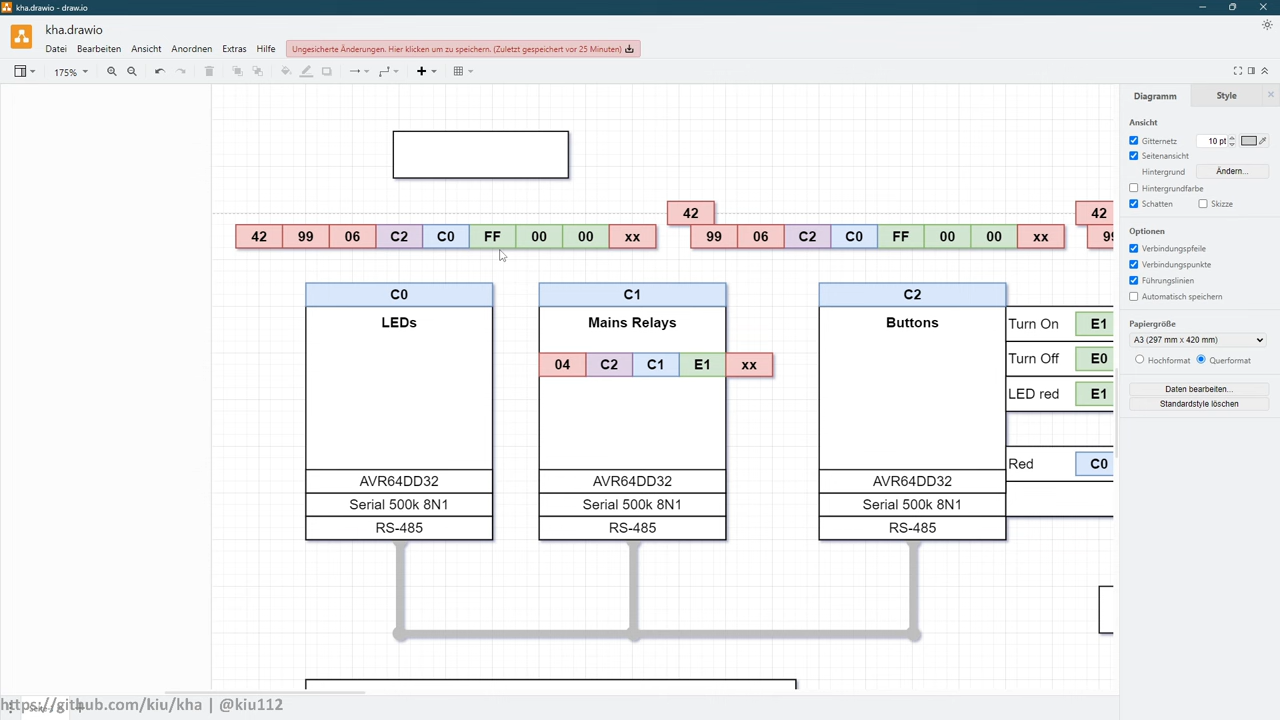 kha.drawio - draw.io
kha.drawio
Datei Bearbeiten Ansicht Anordnen Extras Hilfe
Ungesicherte Änderungen. Hier klicken um zu speichern. (Zuletzt gespeichert vor 25 Minuten)
175%
Diagramm Style
Ansicht
Gitternetz 10 pt
Seitenansicht
Hintergrund Ändern...
Hintergrundfarbe
Schatten Skizze
Optionen
Verbindungspfeile
Verbindungspunkte
Führungslinien
Automatisch speichern
Papiergröße
A3 (297 mm x 420 mm)
Hochformat Querformat
Daten bearbeiten...
Standardstyle löschen
42 42
42 99 06 C2 C0 FF 00 00 xx 99 06 C2 C0 FF 00 00 xx 99
C0 C1 C2
LEDs Mains Relays Buttons
Turn On E1
04 C2 C1 E1 xx
Turn Off E0
LED red E1
Red C0
AVR64DD32 AVR64DD32 AVR64DD32
Serial 500k 8N1 Serial 500k 8N1 Serial 500k 8N1
RS-485 RS-485 RS-485
https://github.com/kiu/kha | @kiu112